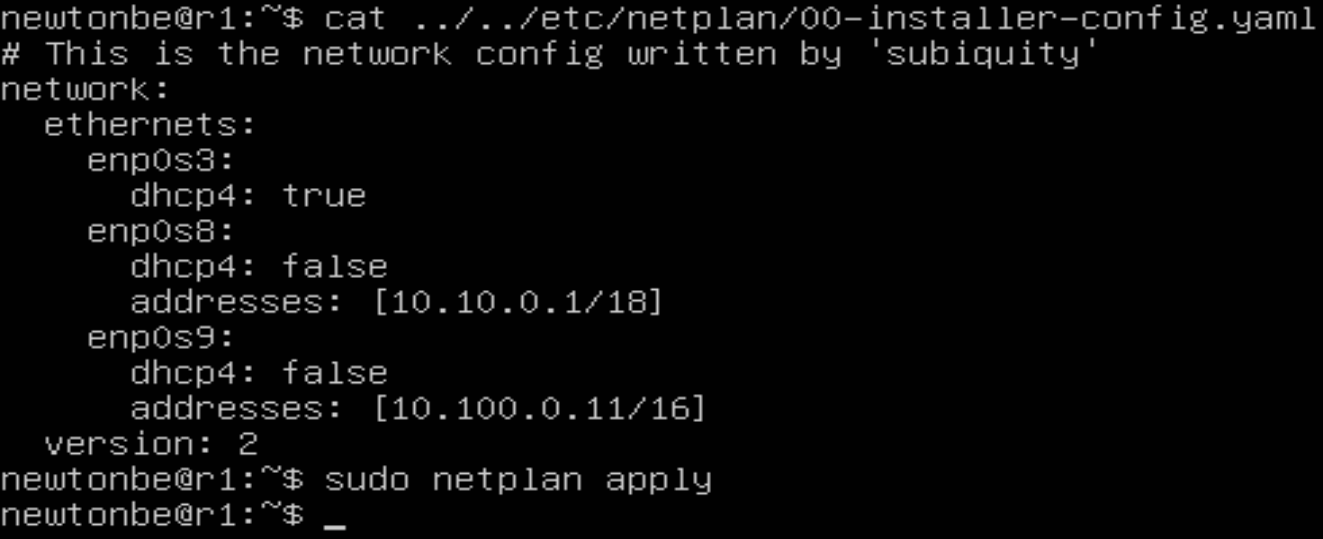 newtonbe@r1:~$ cat ../../etc/netplan/00-installer-config.yaml
# This is the network config written by 'subiquity'
network:
  ethernets:
    enp0s3:
      dhcp4: true
    enp0s8:
      dhcp4: false
      addresses: [10.10.0.1/18]
    enp0s9:
      dhcp4: false
      addresses: [10.100.0.11/16]
  version: 2
newtonbe@r1:~$ sudo netplan apply
newtonbe@r1:~$ _